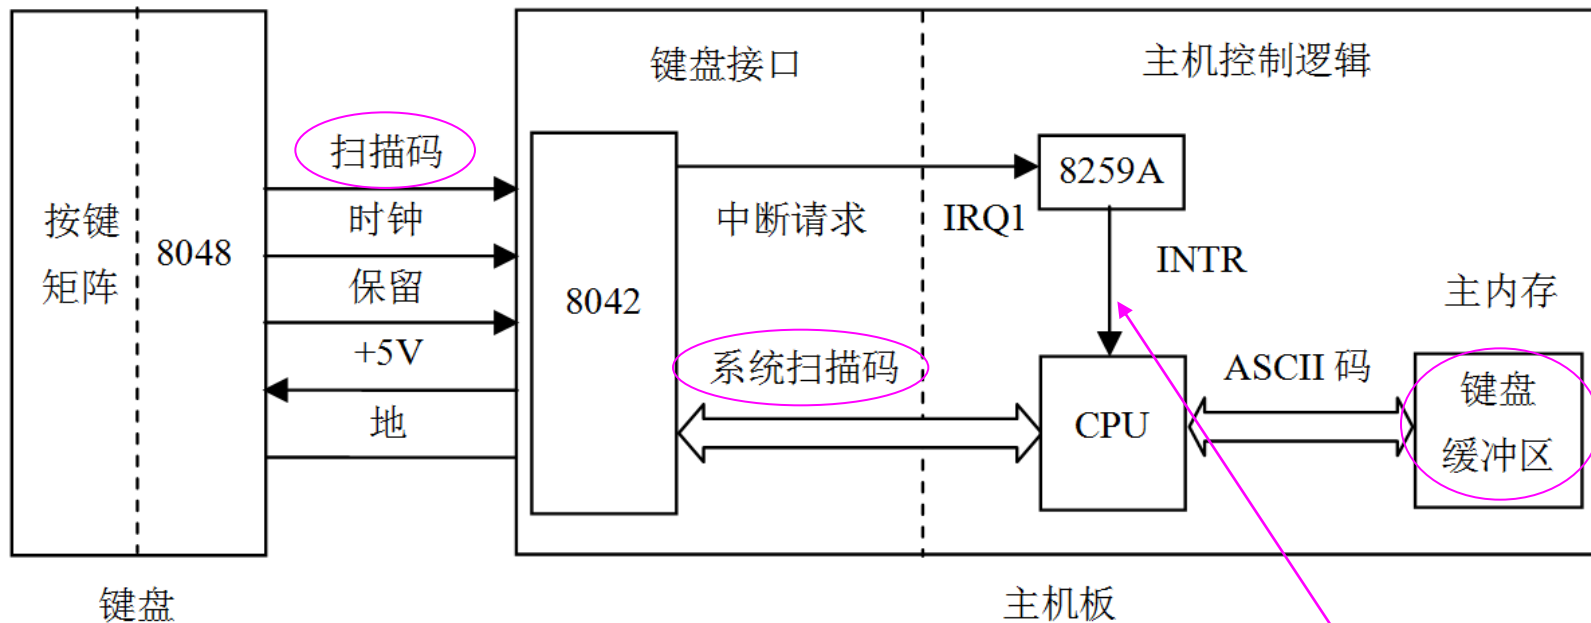 键盘接口
主机控制逻辑
扫描码
8259A
按键
矩阵
8048
时钟
中断请求
IRQ1
INTR
保留
8042
主内存
+5V
系统扫描码
ASCII 码
键盘
缓冲区
地
CPU
键盘
主机板